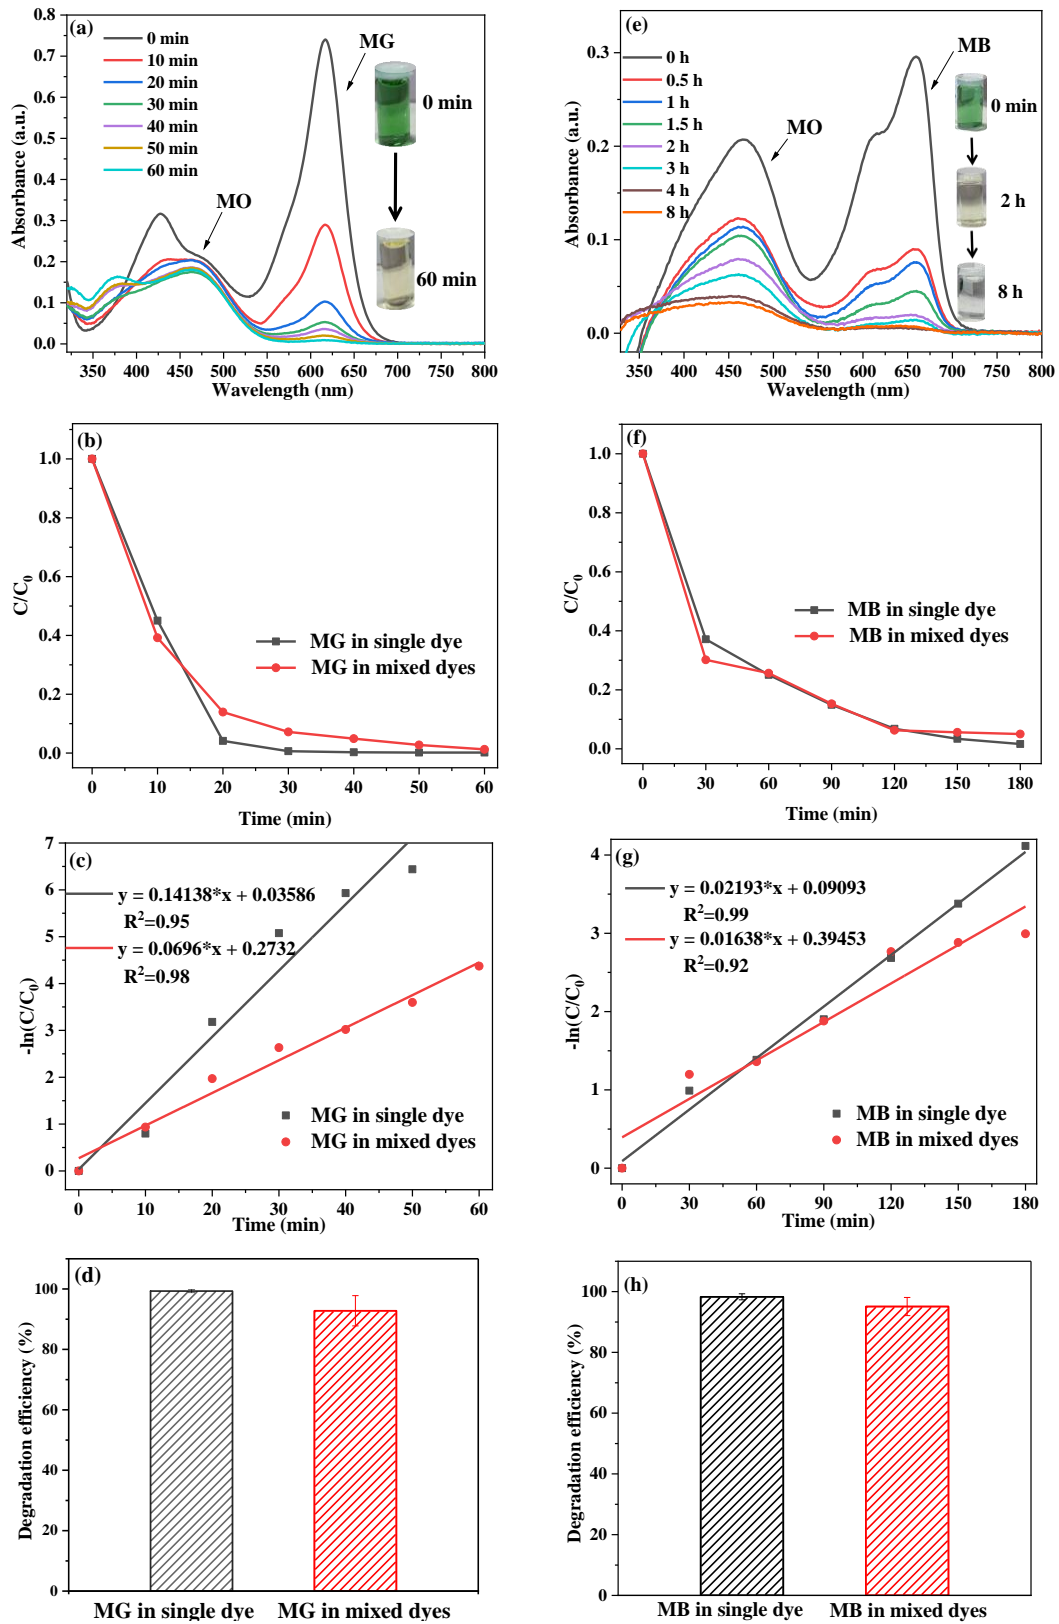 (a)
0 min
10 min
20 min
30 min
40 min
50 min
60 min
MG
MO
0 min
60 min
0.8
0.7
0.6
0.5
0.4
0.3
0.2
0.1
0.0
Absorbance (a.u.)
350 400 450 500 550 600 650 700 750 800
Wavelength (nm)
(e)
0 h
0.5 h
1 h
1.5 h
2 h
3 h
4 h
8 h
MB
MO
0 min
2 h
8 h
0.3
0.2
0.1
0.0
Absorbance (a.u.)
350 400 450 500 550 600 650 700 750 800
Wavelength (nm)
(b)
1.0
0.8
0.6
0.4
0.2
0.0
C/C0
MG in single dye
MG in mixed dyes
0 10 20 30 40 50 60
Time (min)
(f)
1.0
0.8
0.6
0.4
0.2
0.0
C/C0
MB in single dye
MB in mixed dyes
0 30 60 90 120 150 180
Time (min)
(c)
7
6
5
4
3
2
1
0
-ln(C/C0)
y = 0.14138*x + 0.03586
R2=0.95
y = 0.0696*x + 0.2732
R2=0.98
MG in single dye
MG in mixed dyes
0 10 20 30 40 50 60
Time (min)
(g)
4
3
2
1
0
-ln(C/C0)
y = 0.02193*x + 0.09093
R2=0.99
y = 0.01638*x + 0.39453
R2=0.92
MB in single dye
MB in mixed dyes
0 30 60 90 120 150 180
Time (min)
(d)
100
80
60
40
20
0
Degradation efficiency (%)
MG in single dye MG in mixed dyes
(h)
100
80
60
40
20
0
Degradation efficiency (%)
MB in single dye MB in mixed dyes